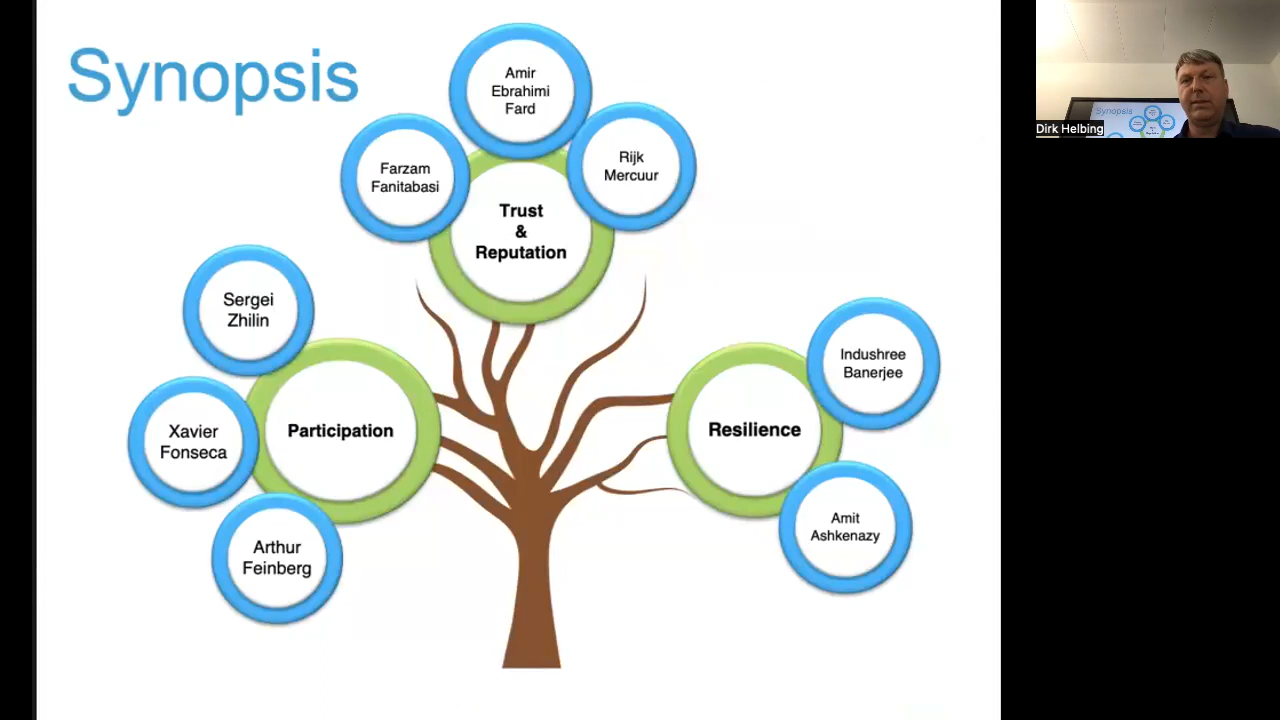 Synopsis
Amir
Ebrahimi
Fard
Farzam
Fanitabasi
Rijk
Mercuur
Trust
&
Reputation
Sergei
Zhilin
Xavier
Fonseca
Participation
Arthur
Feinberg
Resilience
Indushree
Banerjee
Amit
Ashkenazy
Synopsis
Dirk Helbing